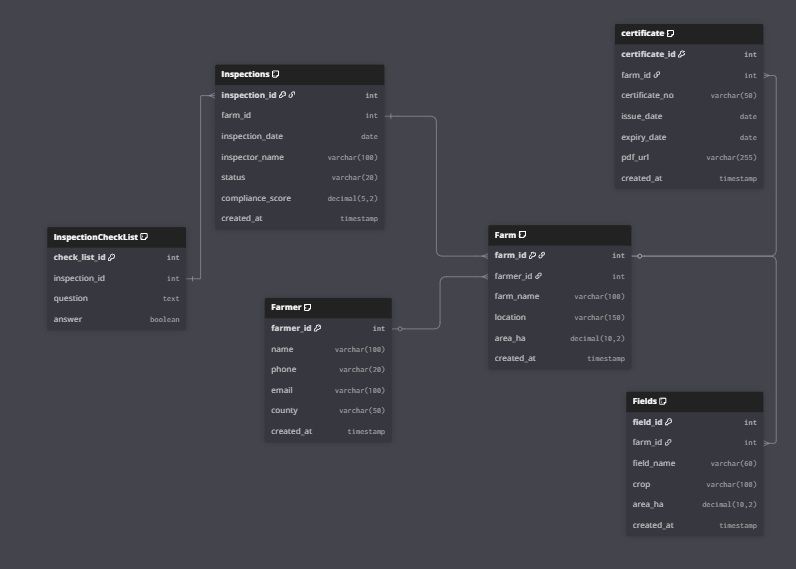 certificate
certificate_id int
farm_id int
certificate_no varchar(50)
issue_date date
expiry_date date
pdf_url varchar(255)
created_at timestamp
Inspections
inspection_id int
farm_id int
inspection_date date
inspector_name varchar(100)
status varchar(20)
compliance_score decimal(5,2)
created_at timestamp
InspectionCheckList
check_list_id int
inspection_id int
question text
answer boolean
Farm
farm_id int
farmer_id int
farm_name varchar(100)
location varchar(150)
area_ha decimal(10,2)
created_at timestamp
Farmer
farmer_id int
name varchar(100)
phone varchar(20)
email varchar(100)
county varchar(50)
created_at timestamp
Fields
field_id int
farm_id int
field_name varchar(60)
crop varchar(100)
area_ha decimal(10,2)
created_at timestamp